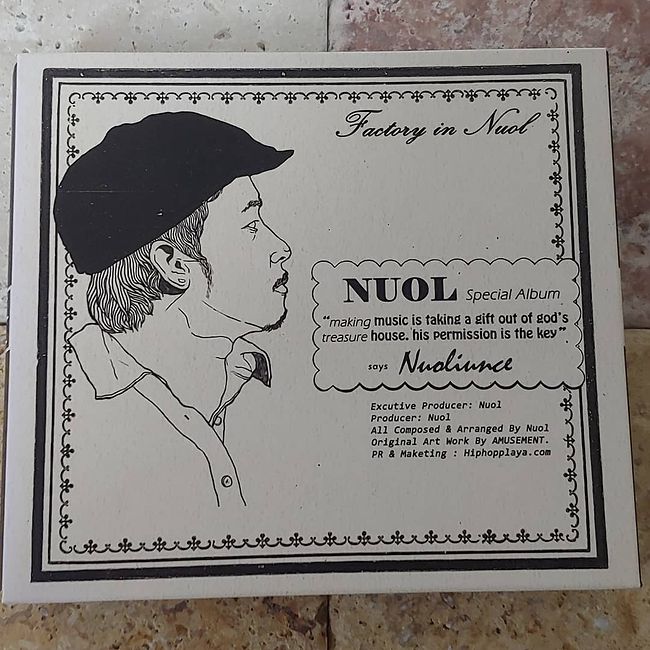 Factory in Nuol
NUOL Special Album
“making music is taking a gift out of god's
treasure house. his permission is the key”.
says Nuoliunce
Excutive Producer: Nuol
Producer: Nuol
All Composed & Arranged By Nuol
Original Art Work By AMUSEMENT.
PR & Maketing : Hiphopplaya.com